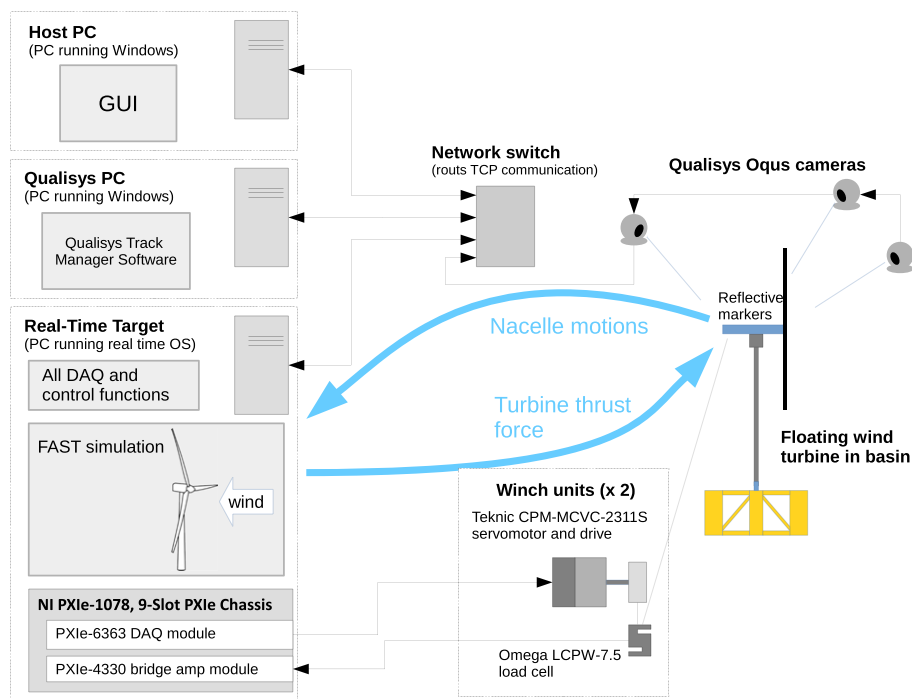 Host PC
(PC running Windows)
GUI
Qualisys PC
(PC running Windows)
Qualisys Track
Manager Software
Real-Time Target
(PC running real time OS)
All DAQ and
control functions
FAST simulation
wind
NI PXIe-1078, 9-Slot PXIe Chassis
PXIe-6363 DAQ module
PXIe-4330 bridge amp module
Network switch
(routs TCP communication)
Qualisys Oqus cameras
Reflective
markers
Nacelle motions
Turbine thrust
force
Floating wind
turbine in basin
Winch units (x 2)
Teknic CPM-MCVC-2311S
servomotor and drive
Omega LCPW-7.5
load cell